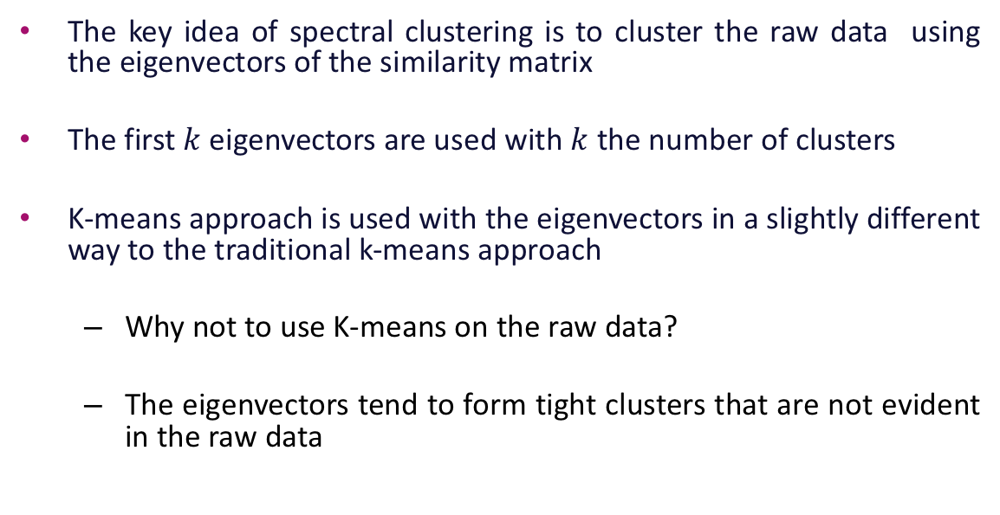 • The key idea of spectral clustering is to cluster the raw data using
the eigenvectors of the similarity matrix
• The first k eigenvectors are used with k the number of clusters
• K-means approach is used with the eigenvectors in a slightly different
way to the traditional k-means approach
– Why not to use K-means on the raw data?
– The eigenvectors tend to form tight clusters that are not evident
in the raw data